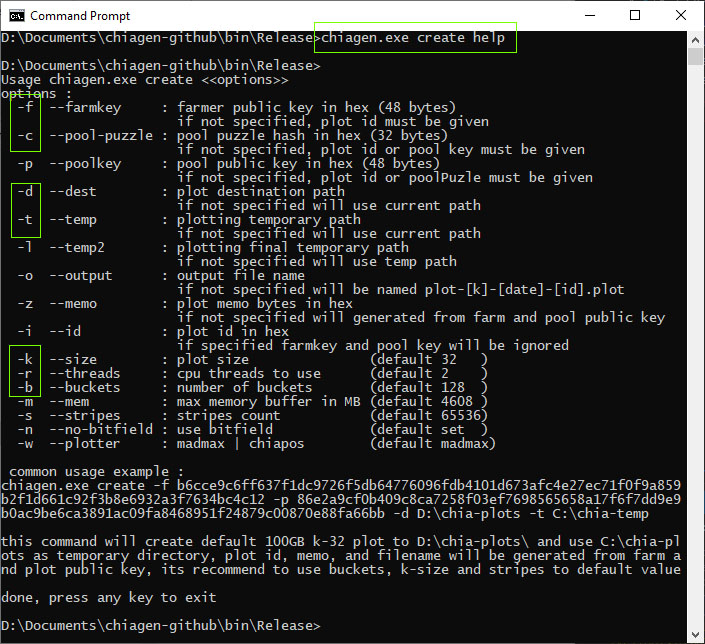 Command Prompt
D:\Documents\chiagen-github\bin\Release>chiagen.exe create help
D:\Documents\chiagen-github\bin\Release>
Usage chiagen.exe create <<options>>
options :
-f --farmkey : farmer public key in hex (48 bytes)
if not specified, plot id must be given
-c --pool-puzzle : pool puzzle hash in hex (32 bytes)
if not specified, plot id or pool key must be given
-p --poolkey : pool public key in hex (48 bytes)
if not specified, plot id or poolPuzle must be given
-d --dest : plot destination path
if not specified will use current path
-t --temp : plotting temporary path
if not specified will use current path
-l --temp2 : plotting final temporary path
if not specified will use temp path
-o --output : output file name
if not specified will be named plot-[k]-[date]-[id].plot
-z --memo : plot memo bytes in hex
if not specified will generated from farm and pool public key
-i --id : plot id in hex
if specified farmkey and pool key will be ignored
-k --size : plot size (default 32 )
-r --threads : cpu threads to use (default 2 )
-b --buckets : number of buckets (default 128 )
-m --mem : max memory buffer in MB (default 4608 )
-s --stripes : stripes count (default 65536)
-n --no-bitfield : use bitfield (default set )
-w --plotter : madmax | chiapos (default madmax)
common usage example :
chiagen.exe create -f b6cce9c6ff637f1dc9726f5db64776096fdb4101d673afc4e27ec71f0f9a859
b2f1d661c92f3b8e6932a3f7634bc4c12 -p 86e2a9cf0b409c8ca7258f03ef7698565658a17f6f7dd9e9
b0ac9be6ca3891ac09fa8468951f24879c00870e88fa66bb -d D:\chia-plots -t C:\chia-temp
this command will create default 100GB k-32 plot to D:\chia-plots\ and use C:\chia-pl
ots as temporary directory, plot id, memo, and filename will be generated from farm a
nd plot public key, its recommend to use buckets, k-size and stripes to default value
done, press any key to exit
D:\Documents\chiagen-github\bin\Release>